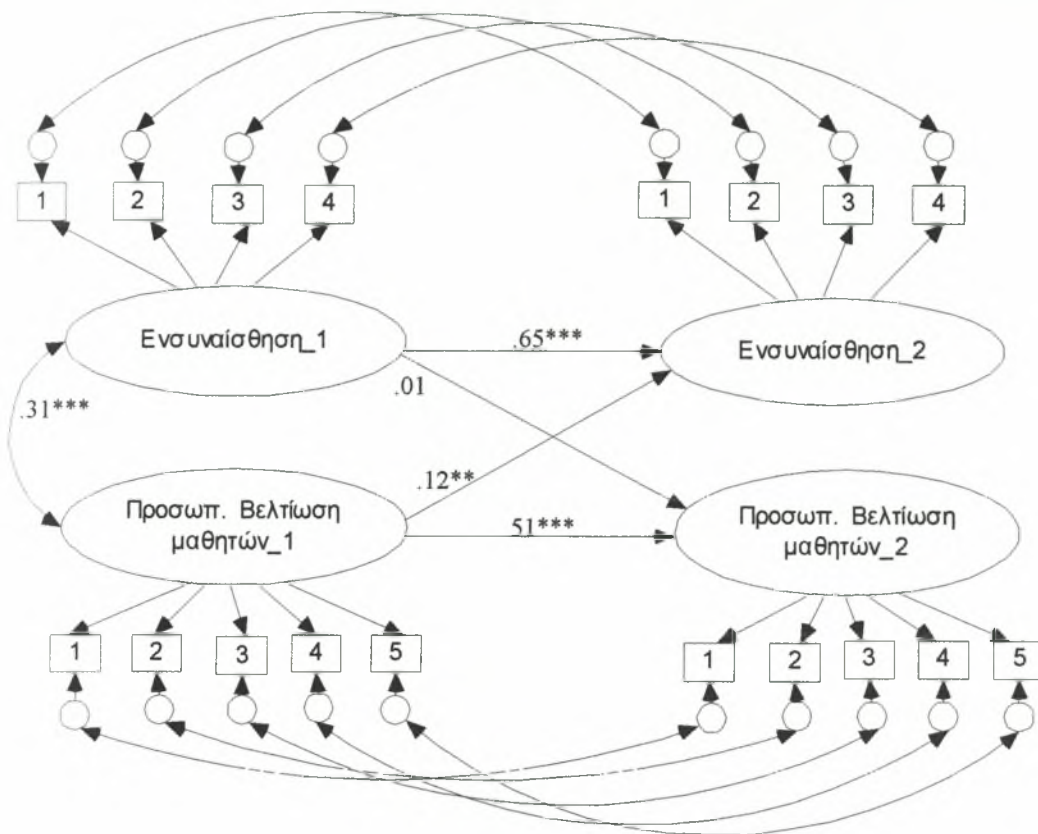 1 2 3 4 1 2 3 4
Ενσυναίσθηση_1
.65***
Ενσυναίσθηση_2
.01
.31***
.12**
Προσωπ. Βελτίωση
μαθητών_1
.51***
Προσωπ. Βελτίωση
μαθητών_2
1 2 3 4 5 1 2 3 4 5